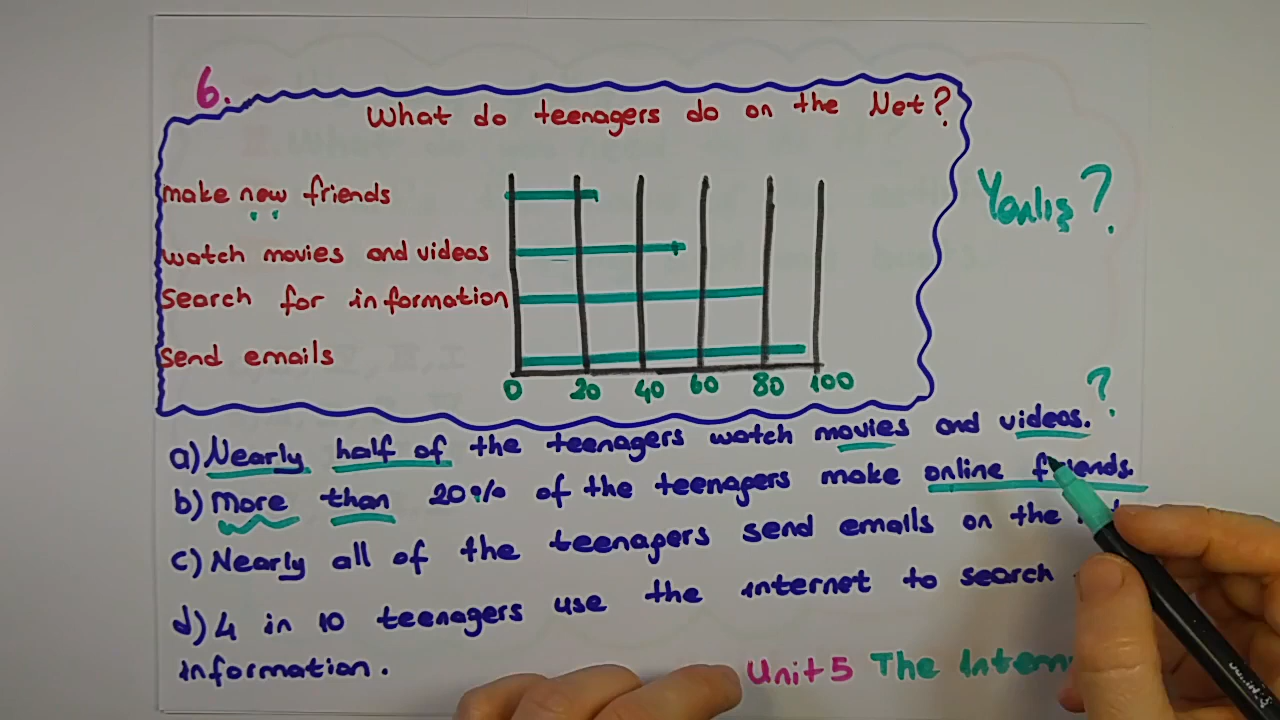 6.
What do teenagers do on the Net?
make new friends
watch movies and videos
search for information
send emails
0 20 40 60 80 100
Yanlış?
?
a) Nearly half of the teenagers watch movies and videos.
b) More than 20% of the teenagers make online friends.
c) Nearly all of the teenagers send emails on the
d) 4 in 10 teenagers use the internet to search
information.
Unit 5 The